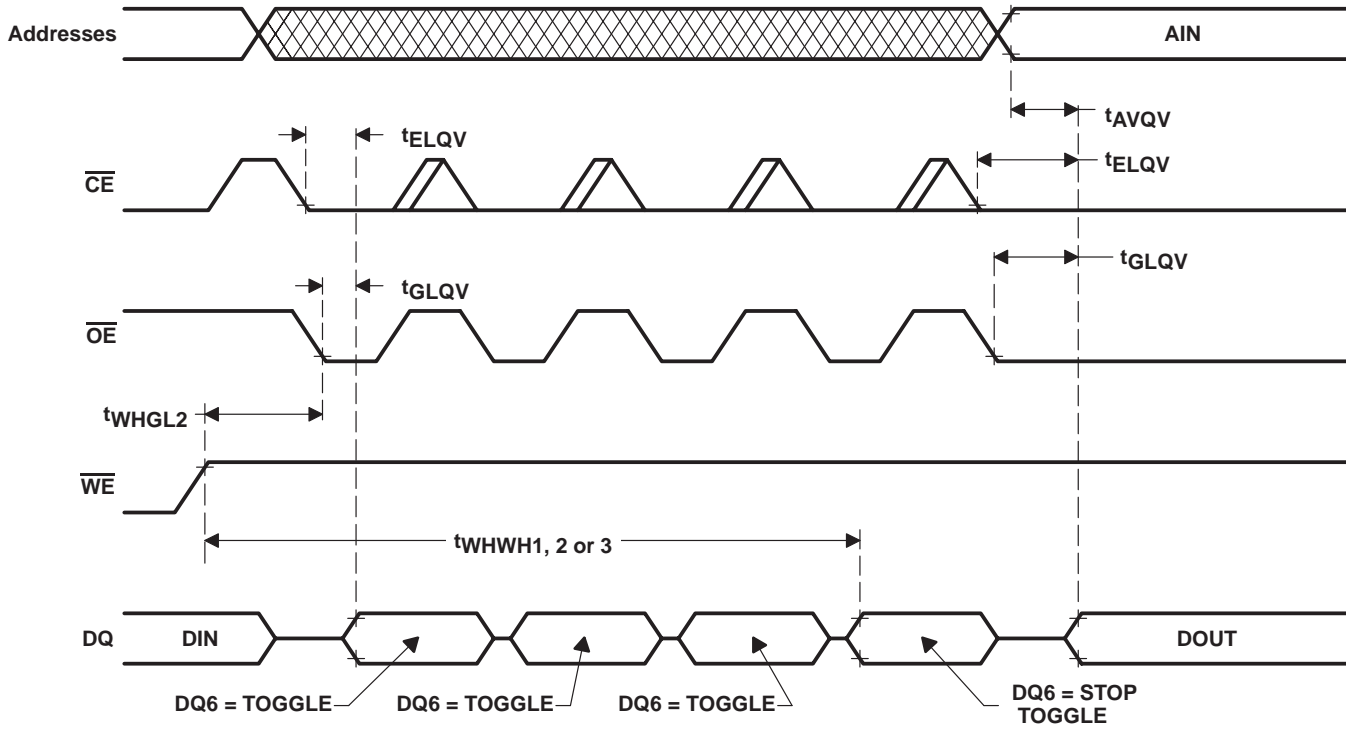 Addresses
AIN
tAVQV
tELQV
tELQV
CE
tGLQV
tGLQV
OE
tWHGL2
WE
tWHWH1, 2 or 3
DQ
DIN
DOUT
DQ6 = TOGGLE
DQ6 = TOGGLE
DQ6 = TOGGLE
DQ6 = STOP
TOGGLE